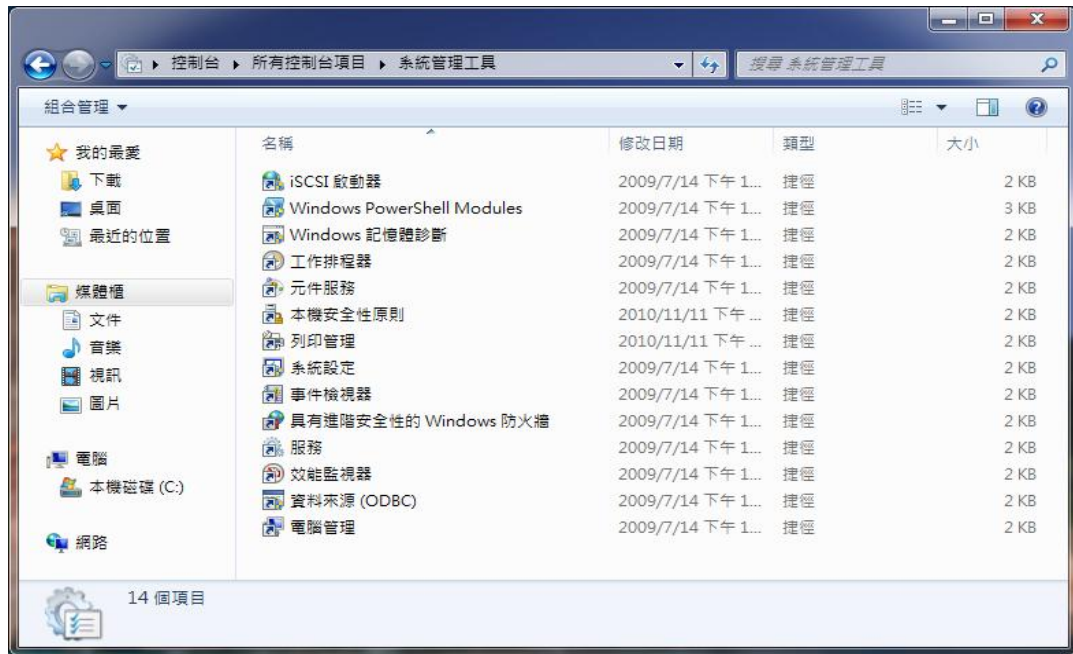 控制台 ▸ 所有控制台項目 ▸ 系統管理工具
搜尋 系統管理工具
組合管理
名稱 修改日期 類型 大小
我的最愛
下載
桌面
最近的位置
媒體櫃
文件
音樂
視訊
圖片
電腦
本機磁碟 (C:)
網路
iSCSI 啟動器 2009/7/14 下午 1... 捷徑 2 KB
Windows PowerShell Modules 2009/7/14 下午 1... 捷徑 3 KB
Windows 記憶體診斷 2009/7/14 下午 1... 捷徑 2 KB
工作排程器 2009/7/14 下午 1... 捷徑 2 KB
元件服務 2009/7/14 下午 1... 捷徑 2 KB
本機安全性原則 2010/11/11 下午 ... 捷徑 2 KB
列印管理 2010/11/11 下午 ... 捷徑 2 KB
系統設定 2009/7/14 下午 1... 捷徑 2 KB
事件檢視器 2009/7/14 下午 1... 捷徑 2 KB
具有進階安全性的 Windows 防火牆 2009/7/14 下午 1... 捷徑 2 KB
服務 2009/7/14 下午 1... 捷徑 2 KB
效能監視器 2009/7/14 下午 1... 捷徑 2 KB
資料來源 (ODBC) 2009/7/14 下午 1... 捷徑 2 KB
電腦管理 2009/7/14 下午 1... 捷徑 2 KB
14 個項目